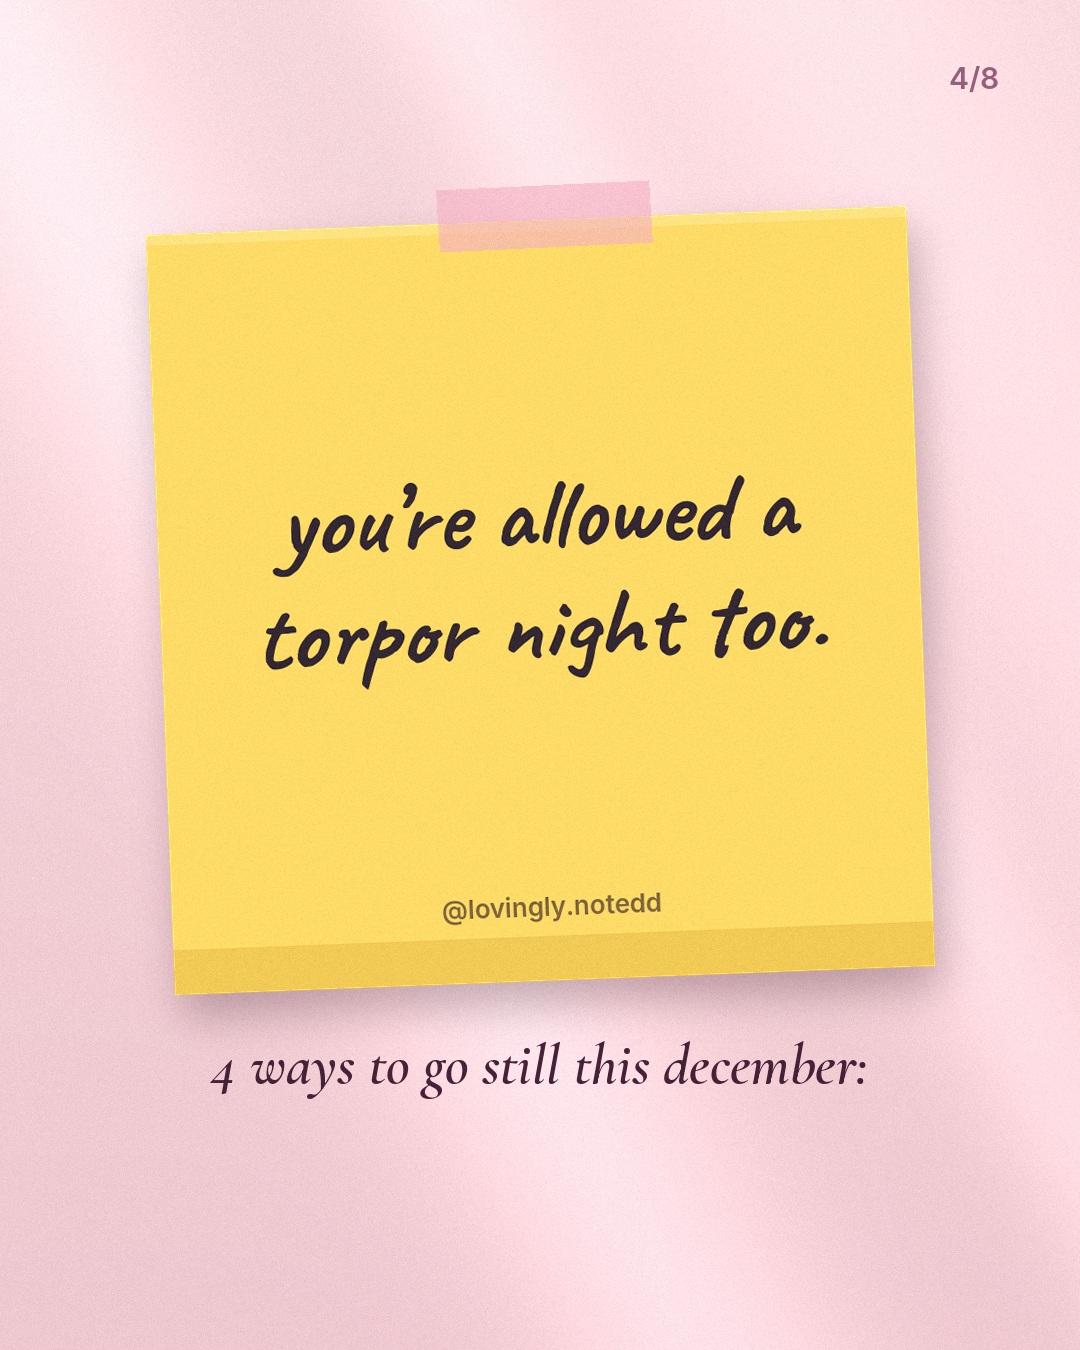 4/8
you’re allowed a
torpor night too.
@lovingly.notedd
4 ways to go still this december: